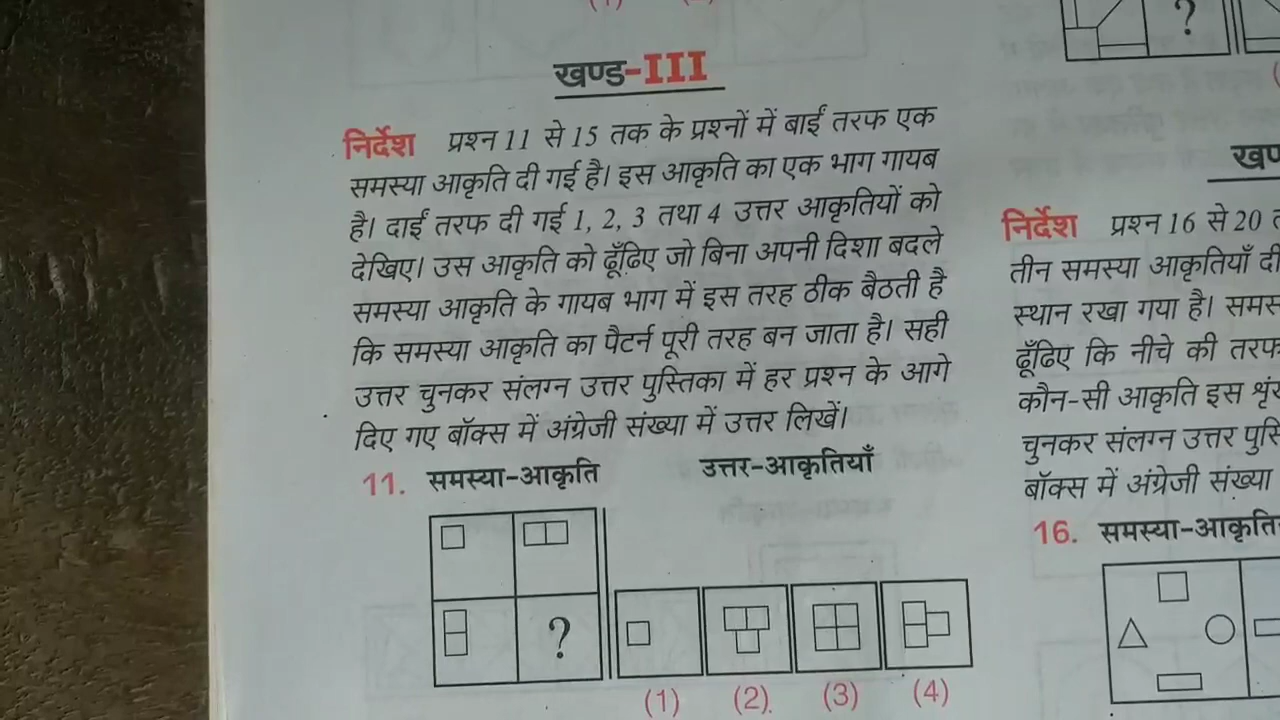 खण्ड-III
निर्देश प्रश्न 11 से 15 तक के प्रश्नों में बाईं तरफ एक
समस्या आकृति दी गई है। इस आकृति का एक भाग गायब
है। दाईं तरफ दी गई 1, 2, 3 तथा 4 उत्तर आकृतियों को
देखिए। उस आकृति को ढूँढ़िए जो बिना अपनी दिशा बदले
समस्या आकृति के गायब भाग में इस तरह ठीक बैठती है
कि समस्या आकृति का पैटर्न पूरी तरह बन जाता है। सही
उत्तर चुनकर संलग्न उत्तर पुस्तिका में हर प्रश्न के आगे
दिए गए बॉक्स में अंग्रेजी संख्या में उत्तर लिखें।
11. समस्या-आकृति उत्तर-आकृतियाँ
?
(1) (2) (3) (4)
?
निर्देश प्रश्न 16 से 20
तीन समस्या आकृतियाँ दी
स्थान रखा गया है।
ढूँढ़िए कि नीचे की तरफ
कौन-सी आकृति इस
चुनकर संलग्न उत्तर
बॉक्स में अंग्रेजी संख्या
16. समस्या-आकृति